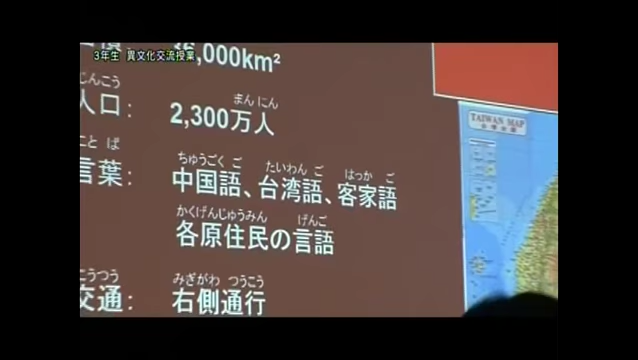 3年生 異文化交流授業
36,000km²
じんこう
人口:
まん にん
2,300万人
こと ば
言葉:
ちゅうごく ご たいわん ご はっか ご
中国語、台湾語、客家語
かくげんじゅうみん げんご
各原住民の言語
こうつう
交通:
みぎがわ つうこう
右側通行
TAIWAN MAP